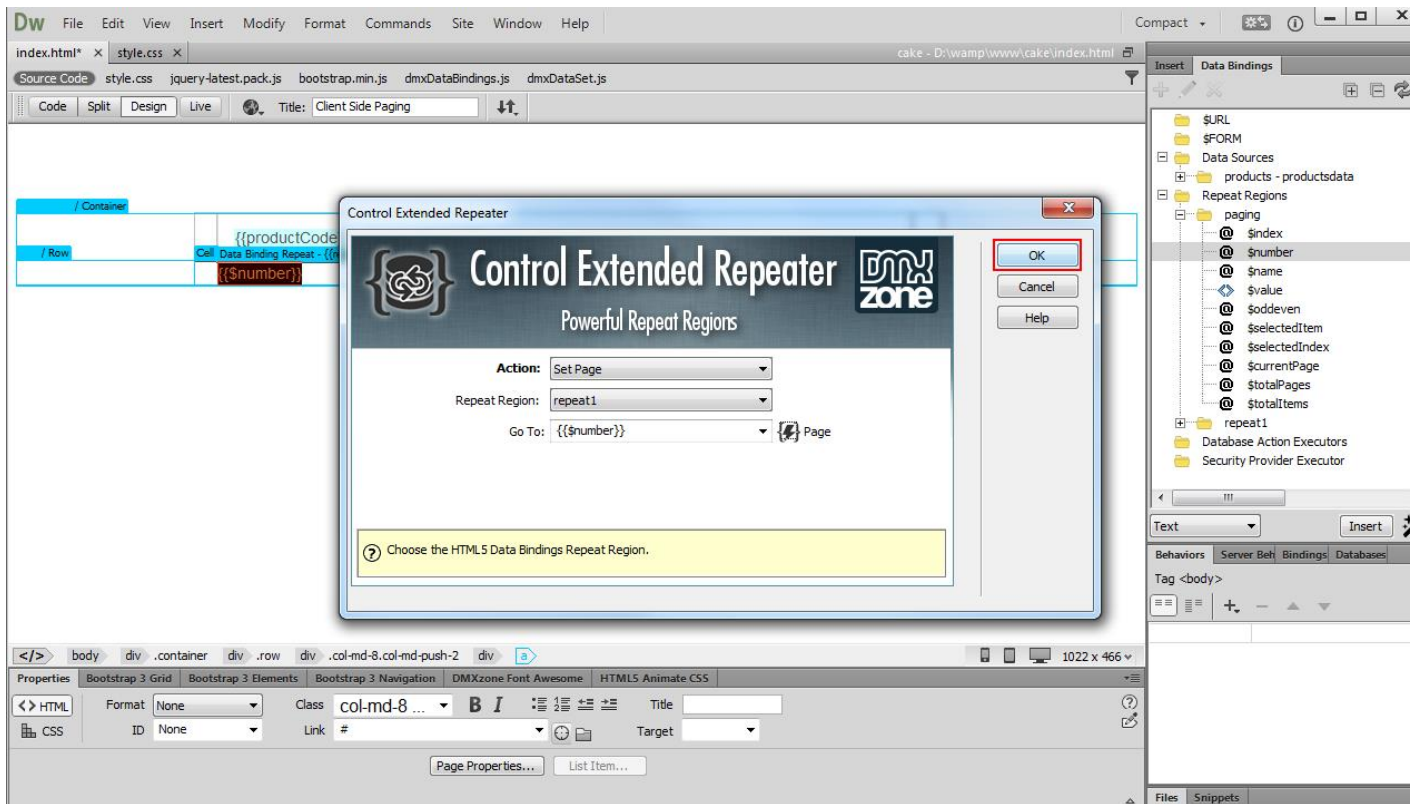 Dw File Edit View Insert Modify Format Commands Site Window Help Compact
index.html* × style.css × cake - D:\wamp\www\cake\index.html
Source Code style.css jquery-latest.pack.js bootstrap.min.js dmxDataBindings.js dmxDataSet.js
Code Split Design Live Title: Client Side Paging
Insert Data Bindings
$URL
$FORM
Data Sources
products - productsdata
Repeat Regions
paging
$index
$number
$name
$value
$oddeven
$selectedItem
$selectedIndex
$currentPage
$totalPages
$totalItems
repeat1
Database Action Executors
Security Provider Executor
Text Insert
Behaviors Server Beh Bindings Databases
Tag <body>
Files Snippets
/ Container
{{productCode
/ Row
Cell Data Binding Repeat - {{
{{$number}}
Control Extended Repeater
Control Extended Repeater
DMX zone
Powerful Repeat Regions
OK
Cancel
Help
Action: Set Page
Repeat Region: repeat1
Go To: {{$number}} Page
Choose the HTML5 Data Bindings Repeat Region.
</> body div .container div .row div .col-md-8.col-md-push-2 div a 1022 x 466
Properties Bootstrap 3 Grid Bootstrap 3 Elements Bootstrap 3 Navigation DMXzone Font Awesome HTML5 Animate CSS
<> HTML Format None Class col-md-8 ... B I Title
CSS ID None Link # Target
Page Properties... List Item...